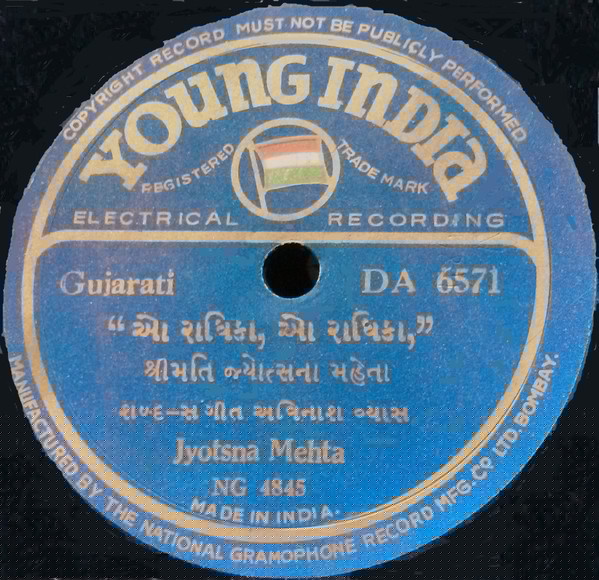 COPYRIGHT RECORD MUST NOT BE PUBLICLY PERFORMED
YOUNG INDIA
REGISTERED TRADE MARK
ELECTRICAL RECORDING
Gujarati DA 6571
“ઓ રાધિકા, ઓ રાધિકા,”
શ્રીમતિ જ્યોત્સના મહેતા
શબ્દ-સંગીત અવિનાશ વ્યાસ
Jyotsna Mehta
NG 4845
MADE IN INDIA.
MANUFACTURED BY THE NATIONAL GRAMOPHONE RECORD MFG. CO LTD. BOMBAY.